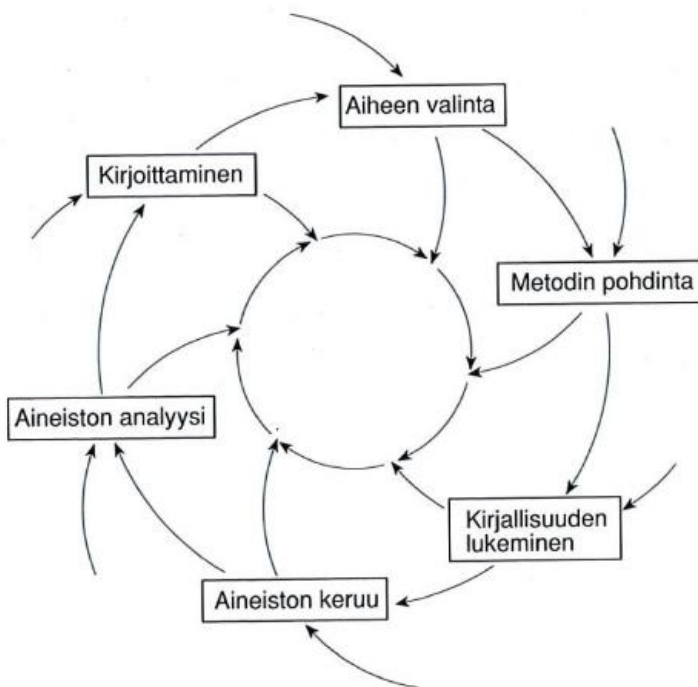 Aiheen valinta
Kirjoittaminen
Metodin pohdinta
Aineiston analyysi
Kirjallisuuden
lukeminen
Aineiston keruu